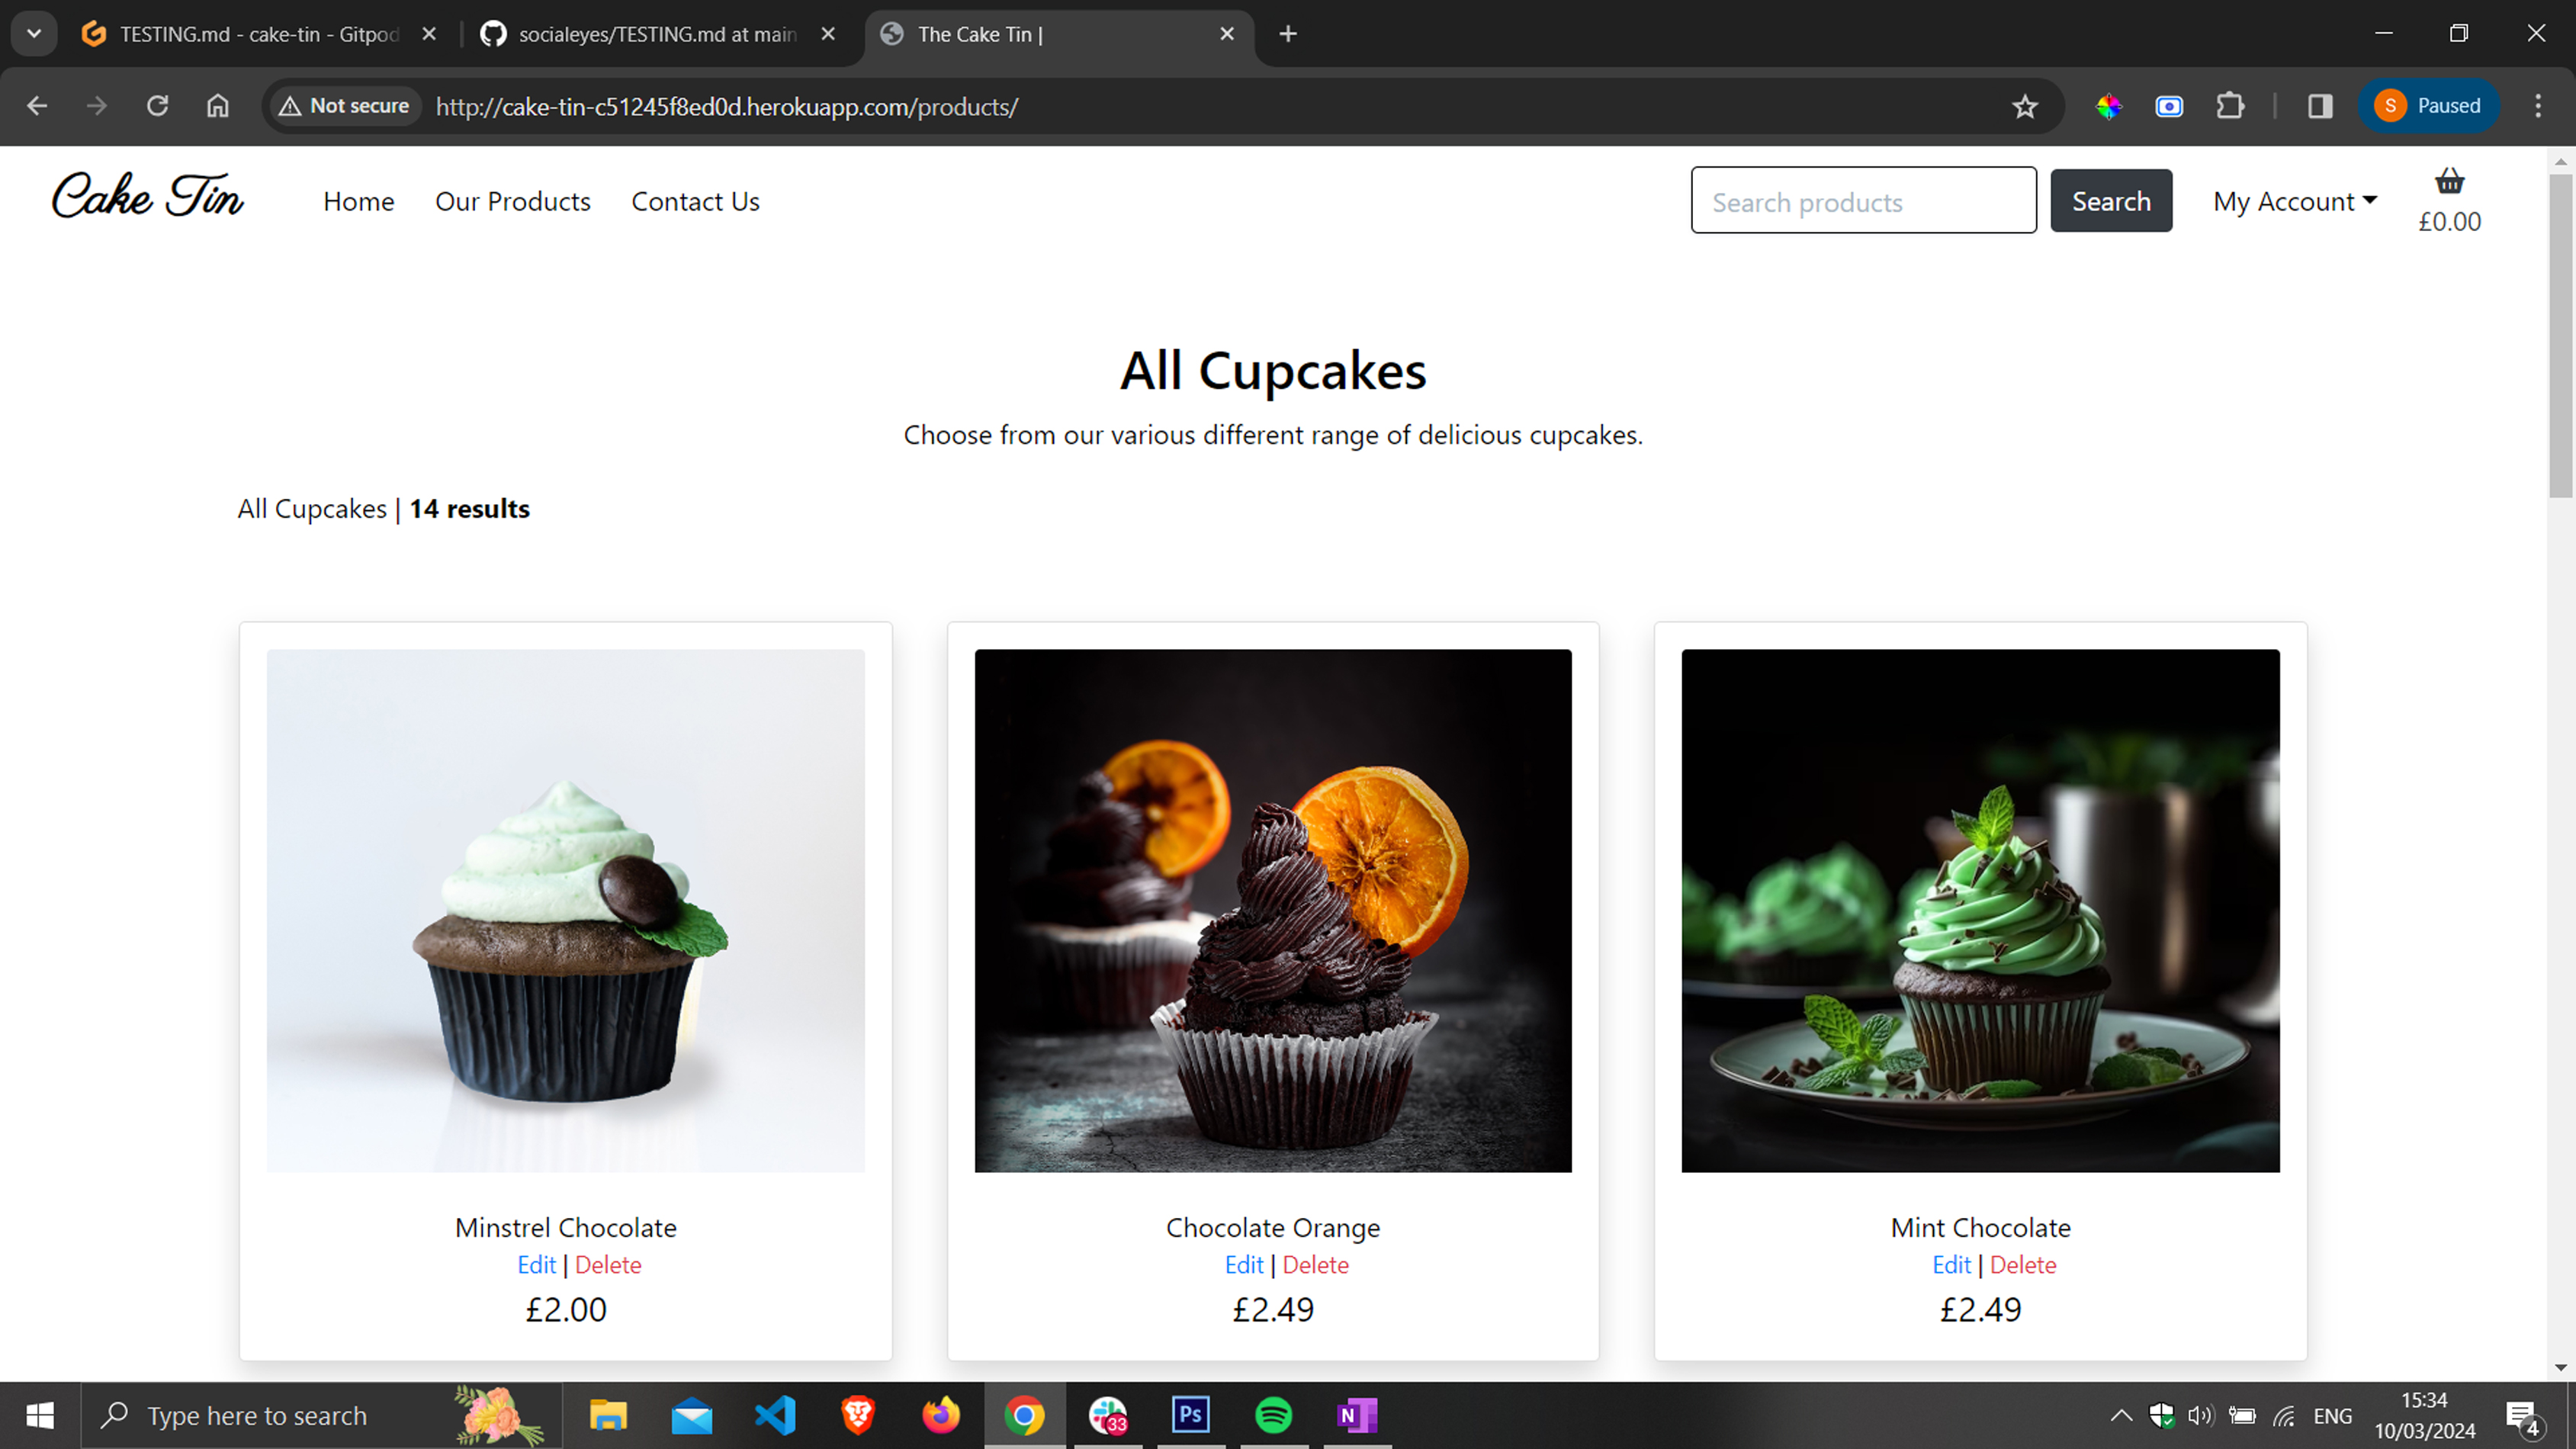 TESTING.md - cake-tin - Gitpod
socialeyes/TESTING.md at main
The Cake Tin |
Not secure
http://cake-tin-c51245f8ed0d.herokuapp.com/products/
S
Paused
Cake Tin
Home
Our Products
Contact Us
Search products
Search
My Account
£0.00
All Cupcakes
Choose from our various different range of delicious cupcakes.
All Cupcakes | 14 results
Minstrel Chocolate
Edit | Delete
£2.00
Chocolate Orange
Edit | Delete
£2.49
Mint Chocolate
Edit | Delete
£2.49
Type here to search
33
Ps
N
ENG
15:34
10/03/2024
4